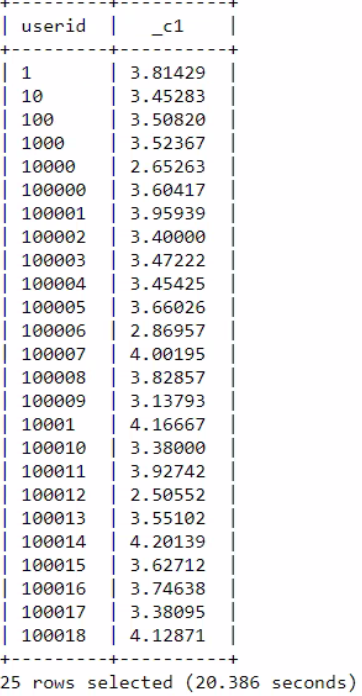 +---------+----------+
| userid | _c1 |
+---------+----------+
| 1 | 3.81429 |
| 10 | 3.45283 |
| 100 | 3.50820 |
| 1000 | 3.52367 |
| 10000 | 2.65263 |
| 100000 | 3.60417 |
| 100001 | 3.95939 |
| 100002 | 3.40000 |
| 100003 | 3.47222 |
| 100004 | 3.45425 |
| 100005 | 3.66026 |
| 100006 | 2.86957 |
| 100007 | 4.00195 |
| 100008 | 3.82857 |
| 100009 | 3.13793 |
| 10001 | 4.16667 |
| 100010 | 3.38000 |
| 100011 | 3.92742 |
| 100012 | 2.50552 |
| 100013 | 3.55102 |
| 100014 | 4.20139 |
| 100015 | 3.62712 |
| 100016 | 3.74638 |
| 100017 | 3.38095 |
| 100018 | 4.12871 |
+---------+----------+
25 rows selected (20.386 seconds)